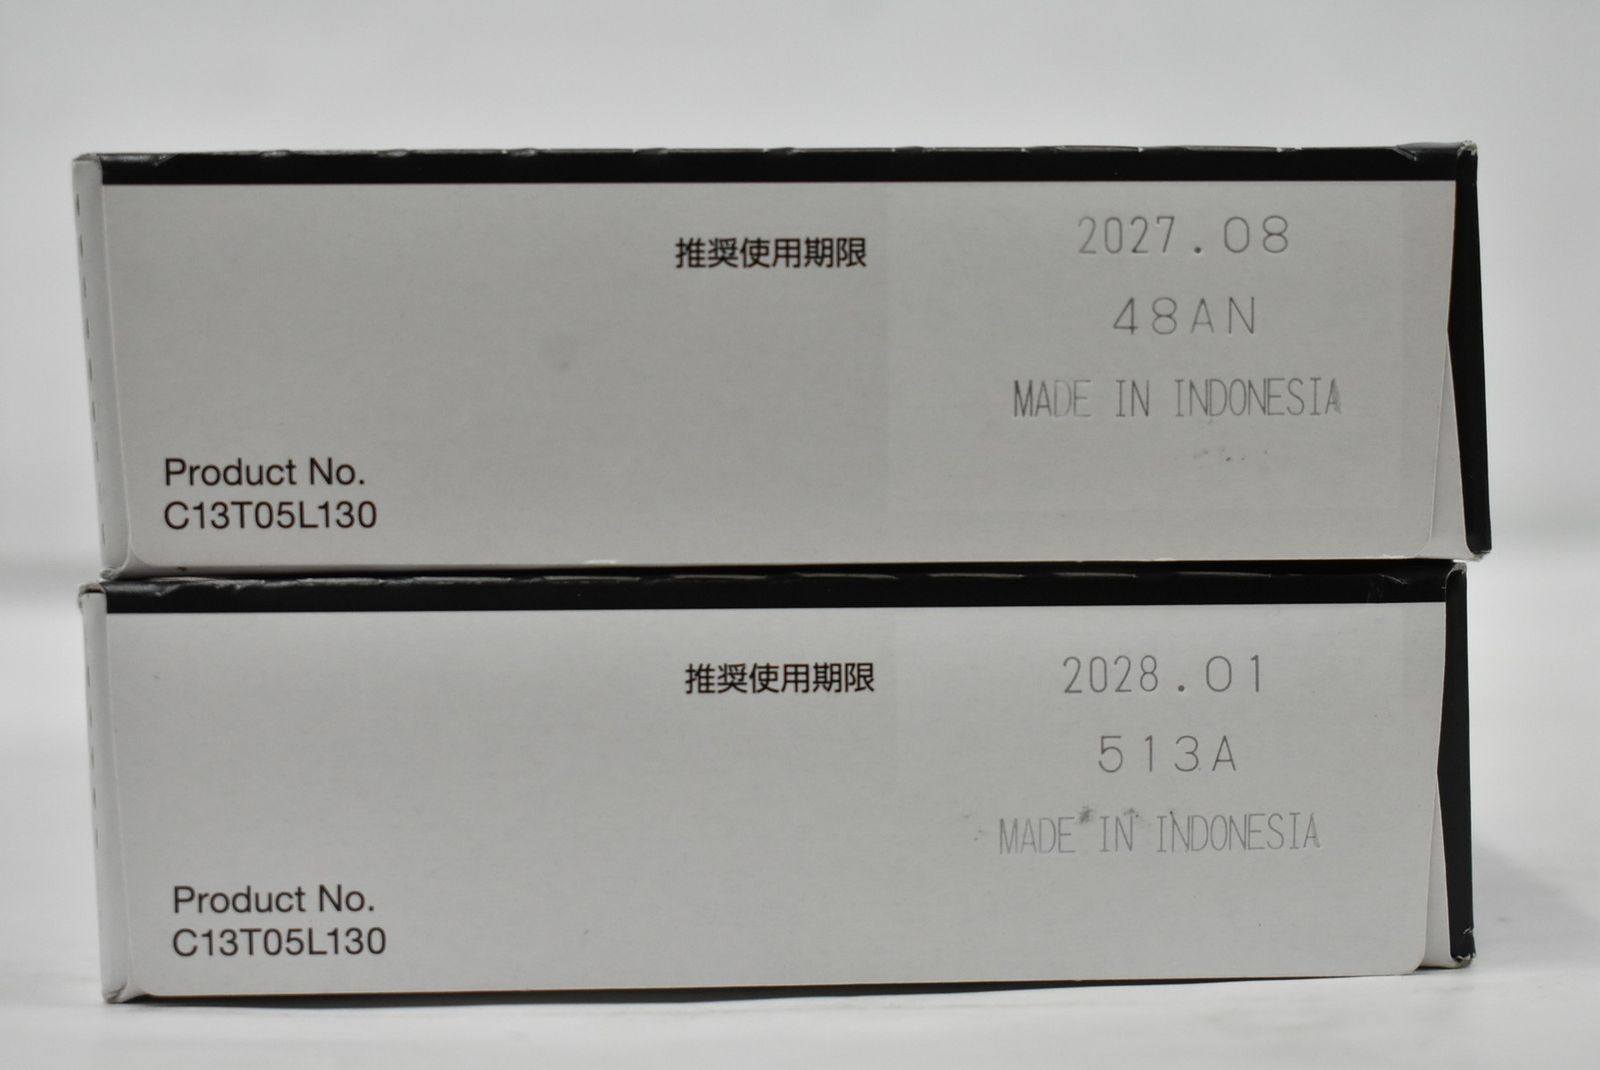 推奨使用期限 2027.08
48AN
MADE IN INDONESIA
Product No.
C13T05L130
推奨使用期限 2028.01
513A
MADE IN INDONESIA
Product No.
C13T05L130